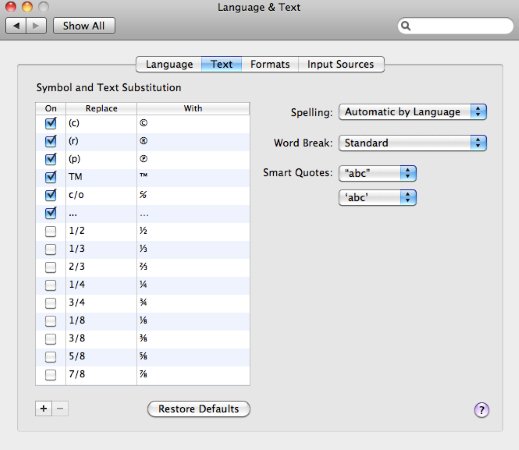 Language & Text
Show All
Language Text Formats Input Sources
Symbol and Text Substitution
On Replace With
(c) ©
(r) ®
(p) ℗
TM ™
c/o ℅
... …
1/2 ½
1/3 ⅓
2/3 ⅔
1/4 ¼
3/4 ¾
1/8 ⅛
3/8 ⅜
5/8 ⅝
7/8 ⅞
Spelling: Automatic by Language
Word Break: Standard
Smart Quotes: “abc”
‘abc’
+ −
Restore Defaults
?